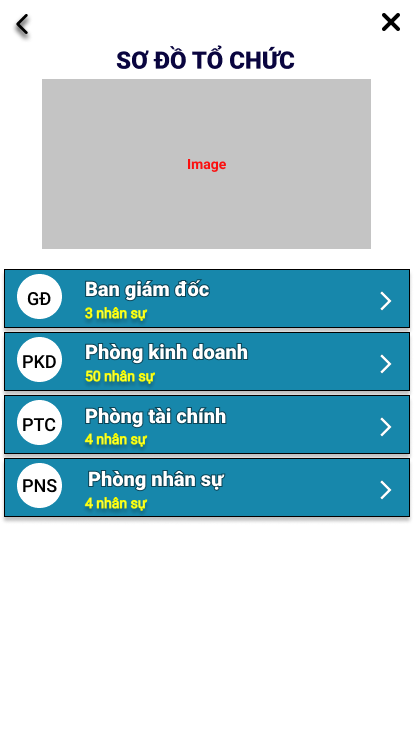 SƠ ĐỒ TỔ CHỨC
Image
GĐ
Ban giám đốc
3 nhân sự
PKD
Phòng kinh doanh
50 nhân sự
PTC
Phòng tài chính
4 nhân sự
PNS
Phòng nhân sự
4 nhân sự